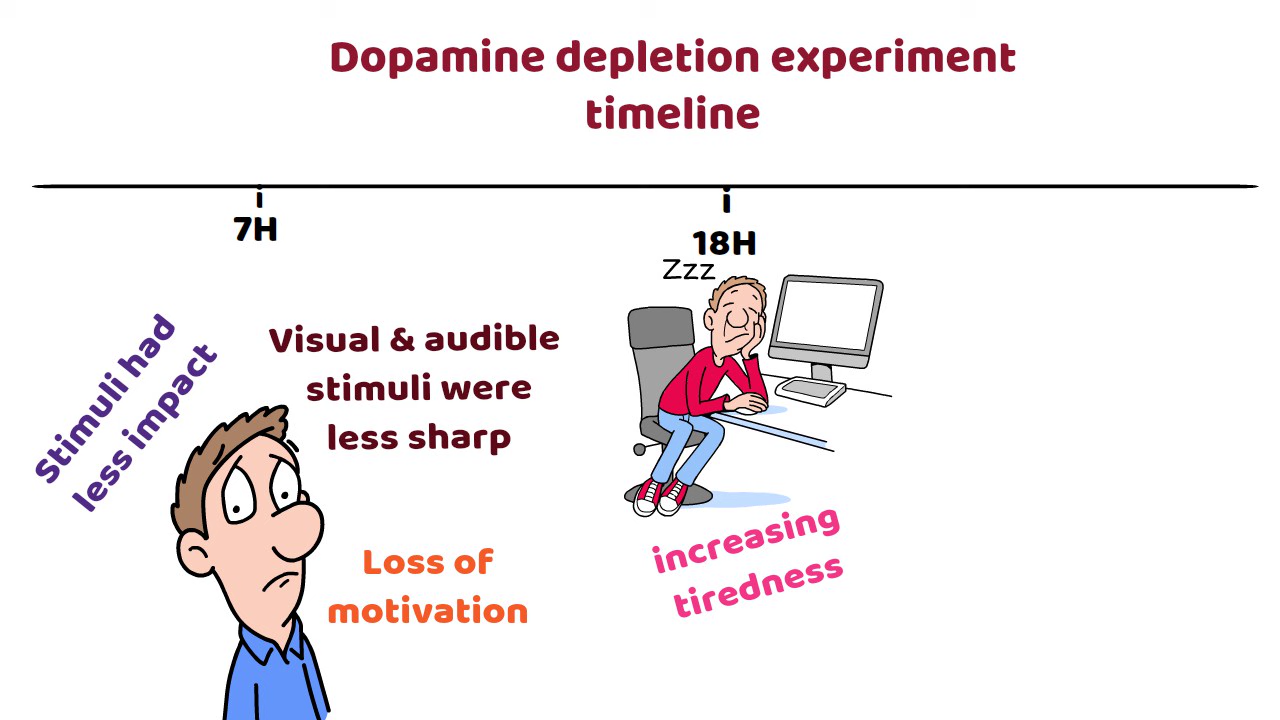 Dopamine depletion experiment
timeline
7H
18H
Zzz
Stimuli had
less impact
Visual & audible
stimuli were
less sharp
Loss of
motivation
increasing
tiredness